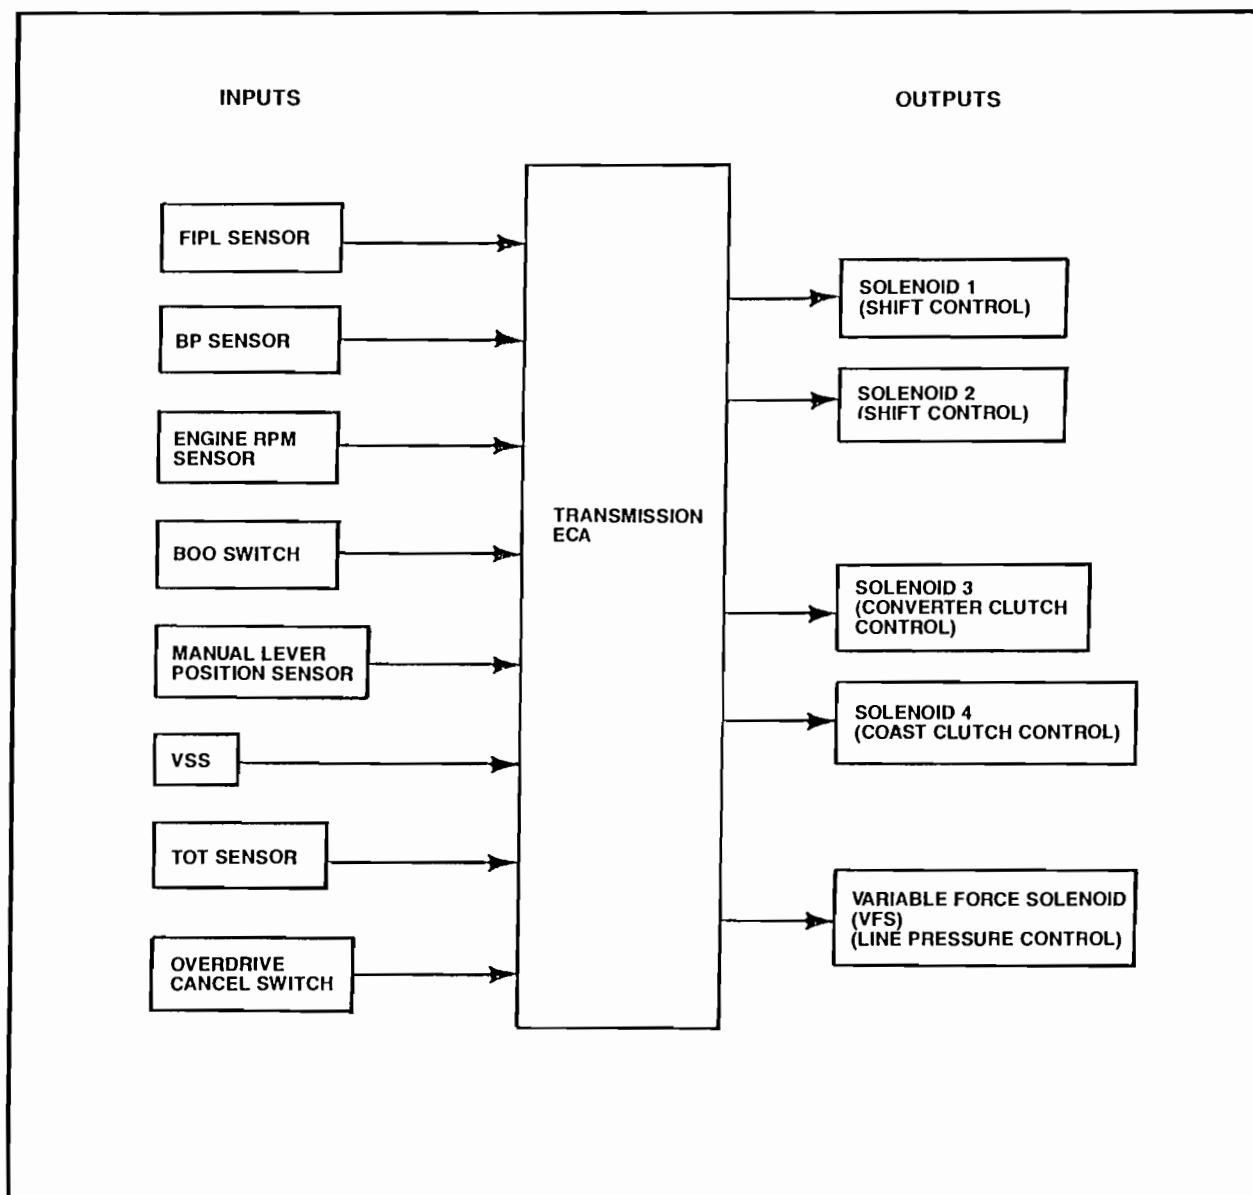 INPUTS
OUTPUTS
FIPL SENSOR
BP SENSOR
ENGINE RPM
SENSOR
BOO SWITCH
MANUAL LEVER
POSITION SENSOR
VSS
TOT SENSOR
OVERDRIVE
CANCEL SWITCH
TRANSMISSION
ECA
SOLENOID 1
(SHIFT CONTROL)
SOLENOID 2
(SHIFT CONTROL)
SOLENOID 3
(CONVERTER CLUTCH
CONTROL)
SOLENOID 4
(COAST CLUTCH CONTROL)
VARIABLE FORCE SOLENOID
(VFS)
(LINE PRESSURE CONTROL)